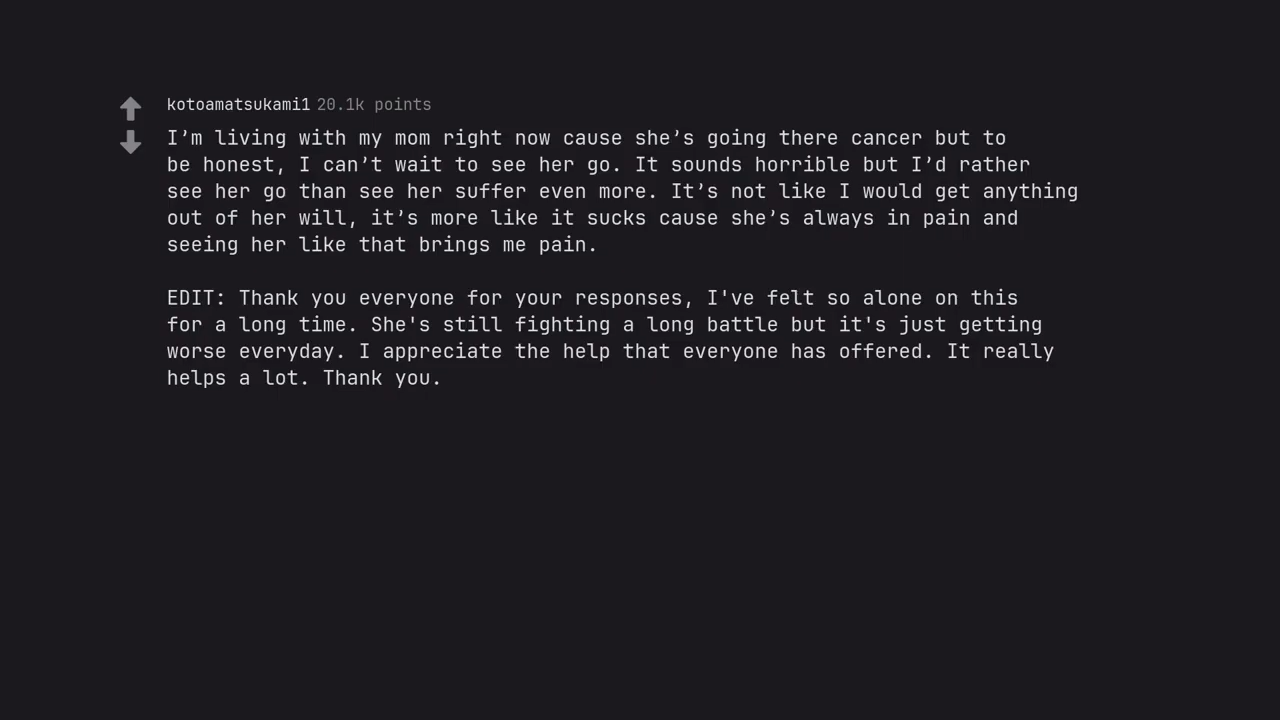 kotoamatsukami1 20.1k points
I’m living with my mom right now cause she’s going there cancer but to
be honest, I can’t wait to see her go. It sounds horrible but I’d rather
see her go than see her suffer even more. It’s not like I would get anything
out of her will, it’s more like it sucks cause she’s always in pain and
seeing her like that brings me pain.
EDIT: Thank you everyone for your responses, I've felt so alone on this
for a long time. She's still fighting a long battle but it's just getting
worse everyday. I appreciate the help that everyone has offered. It really
helps a lot. Thank you.